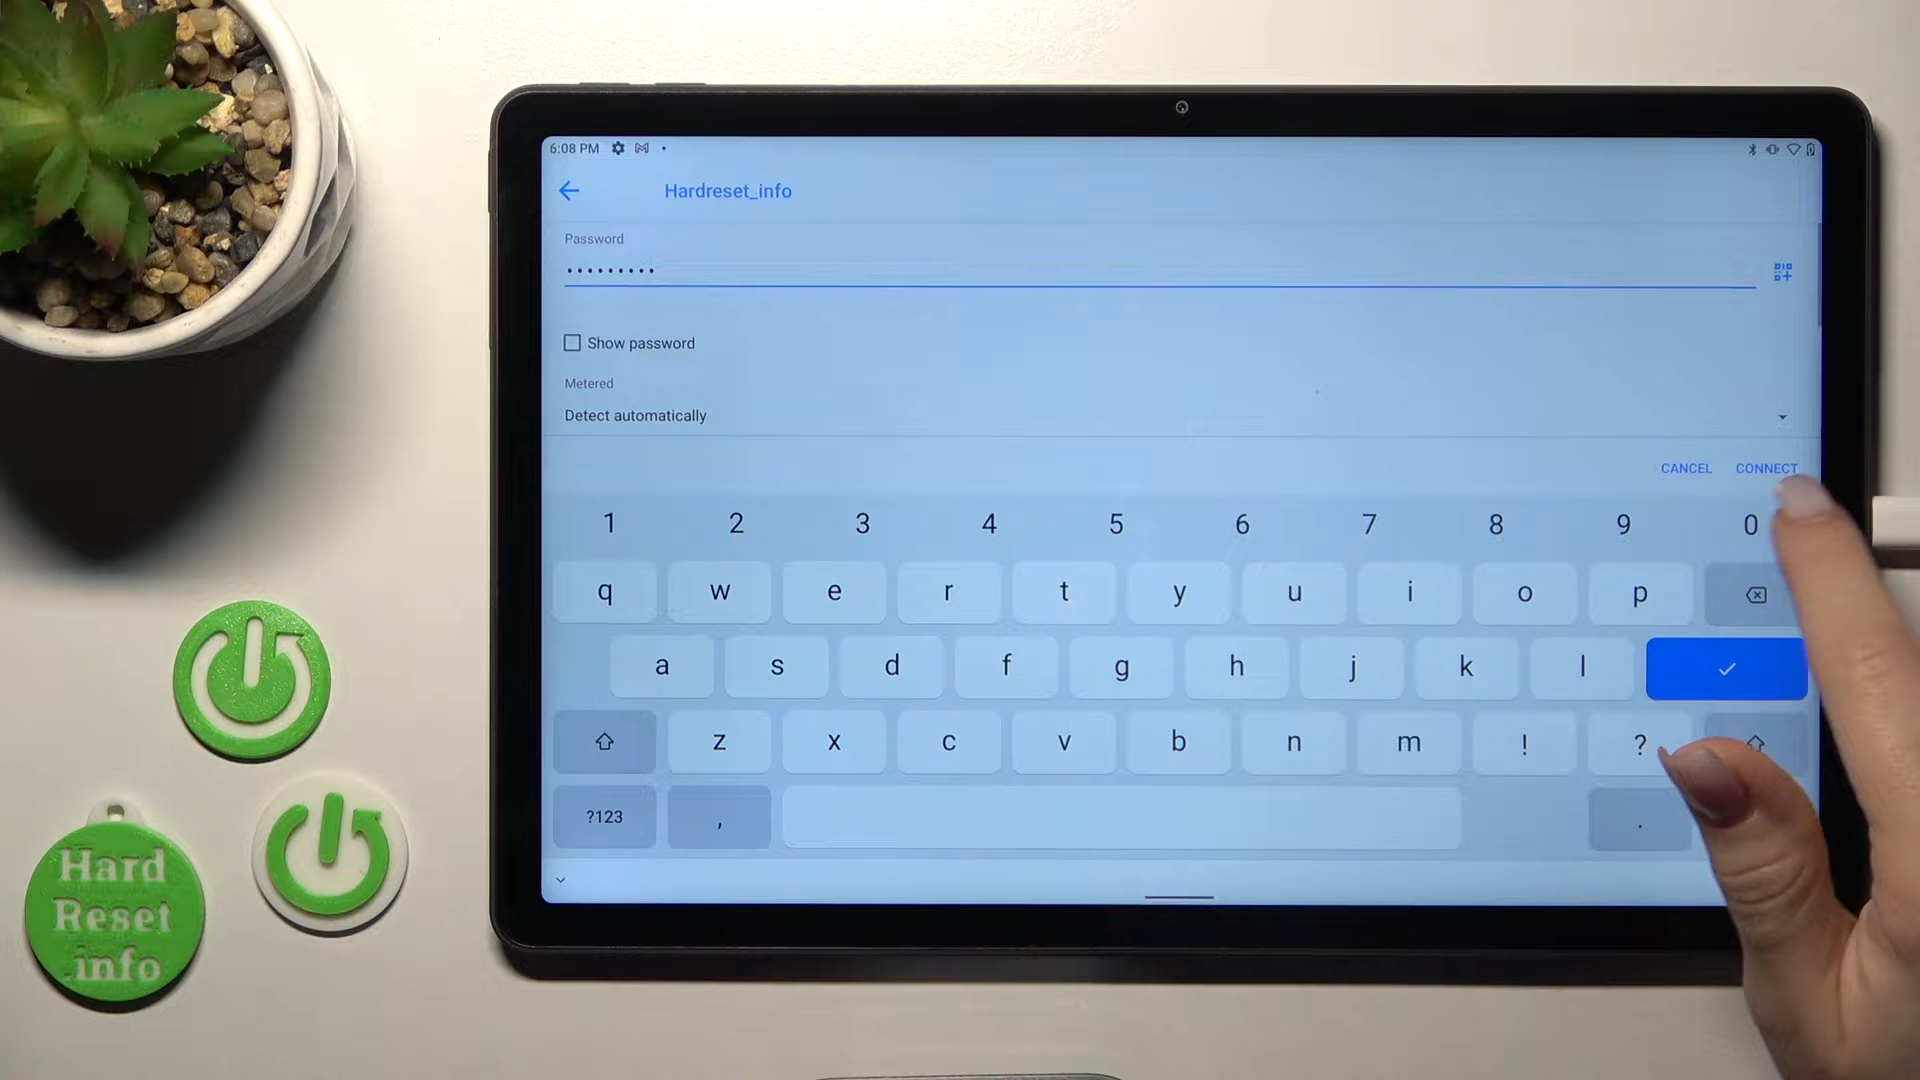 6:08 PM
Hardreset_info
Password
•••••••••
Show password
Metered
Detect automatically
CANCEL CONNECT
1 2 3 4 5 6 7 8 9 0
q w e r t y u i o p
a s d f g h j k l
z x c v b n m ! ?
?123 , .
Hard
Reset
.info